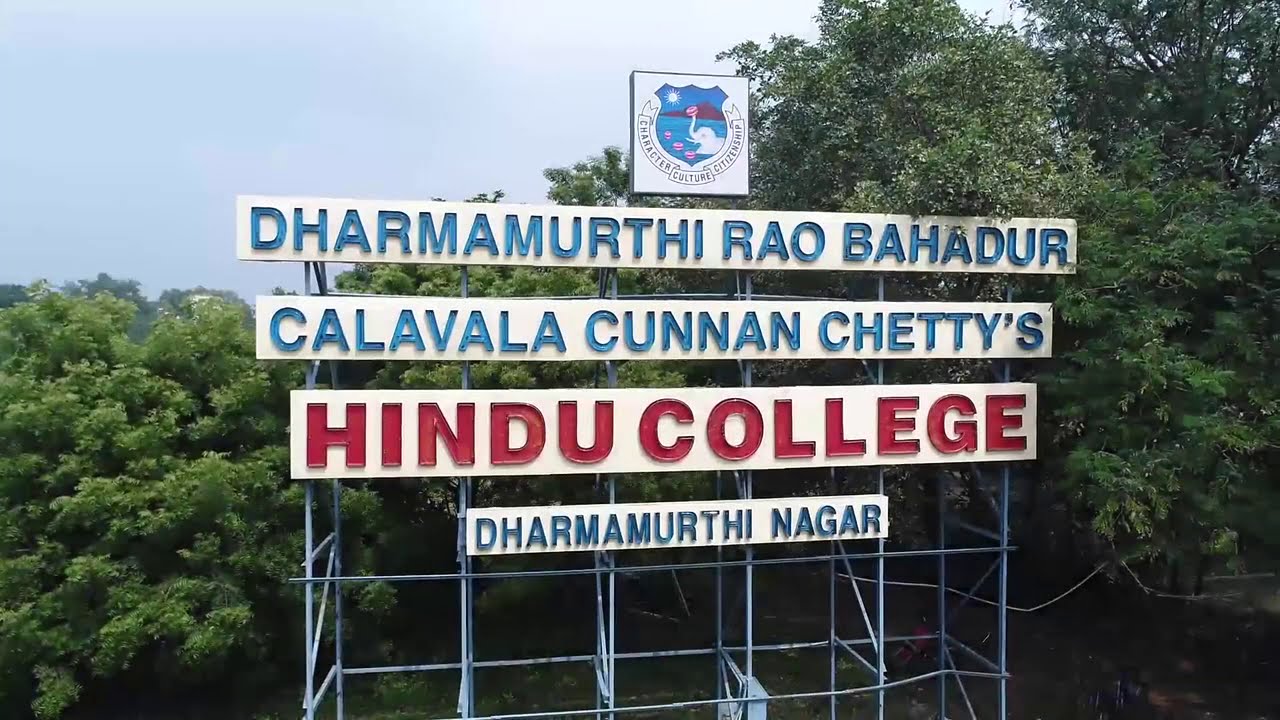 CHARACTER CULTURE CITIZENSHIP
DHARMAMURTHI RAO BAHADUR
CALAVALA CUNNAN CHETTY'S
HINDU COLLEGE
DHARMAMURTHI NAGAR